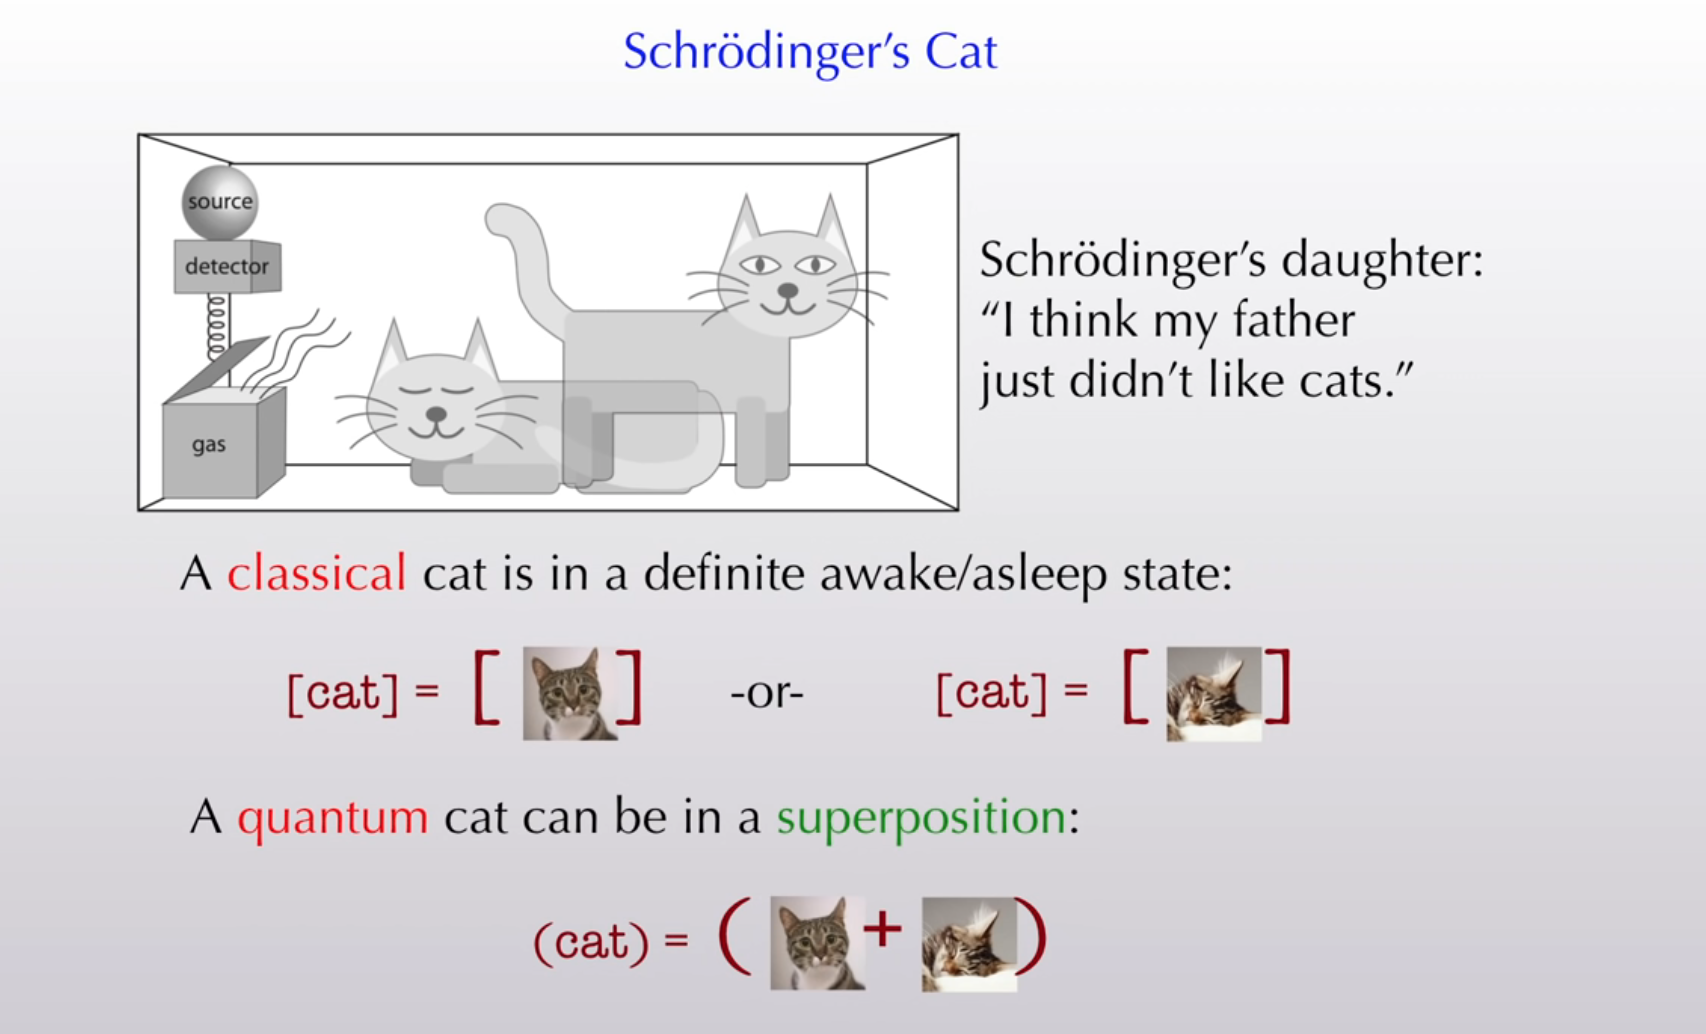 Schrödinger's Cat
source
detector
gas
Schrödinger's daughter:
“I think my father
just didn't like cats.”
A classical cat is in a definite awake/asleep state:
[cat] = [ ] -or- [cat] = [ ]
A quantum cat can be in a superposition:
(cat) = ( + )